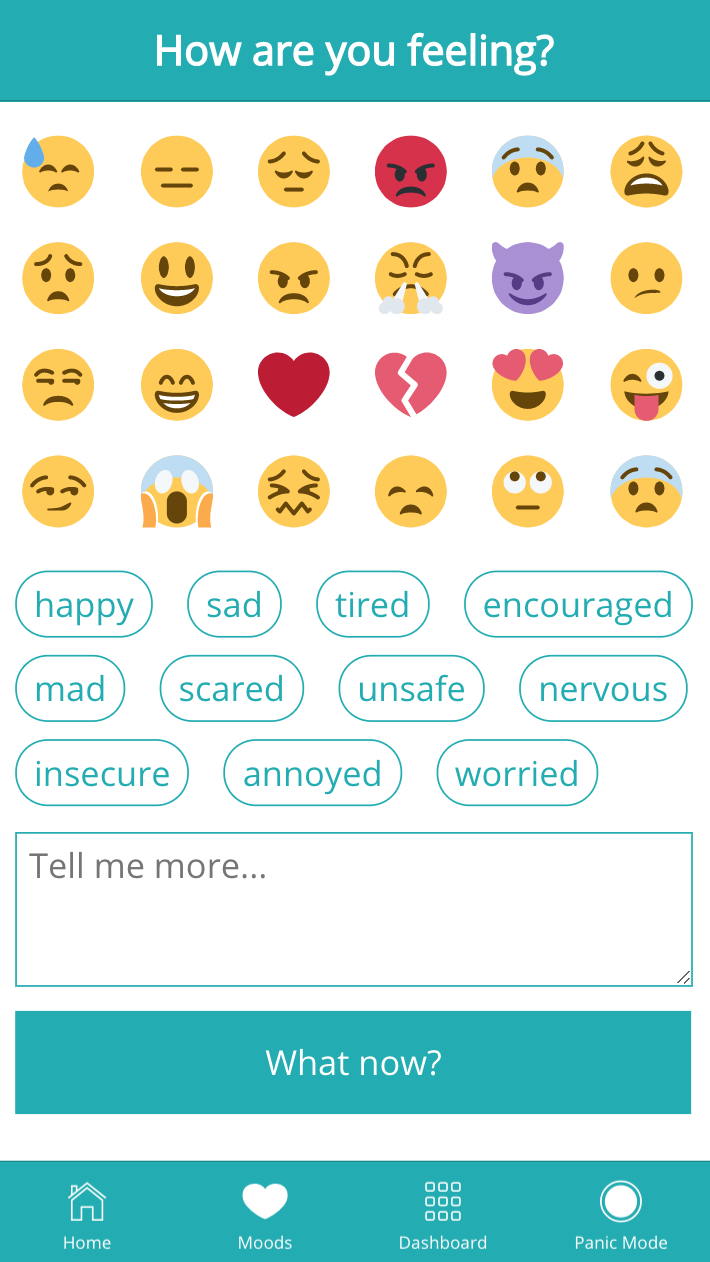 How are you feeling?
happy sad tired encouraged
mad scared unsafe nervous
insecure annoyed worried
Tell me more...
What now?
Home Moods Dashboard Panic Mode